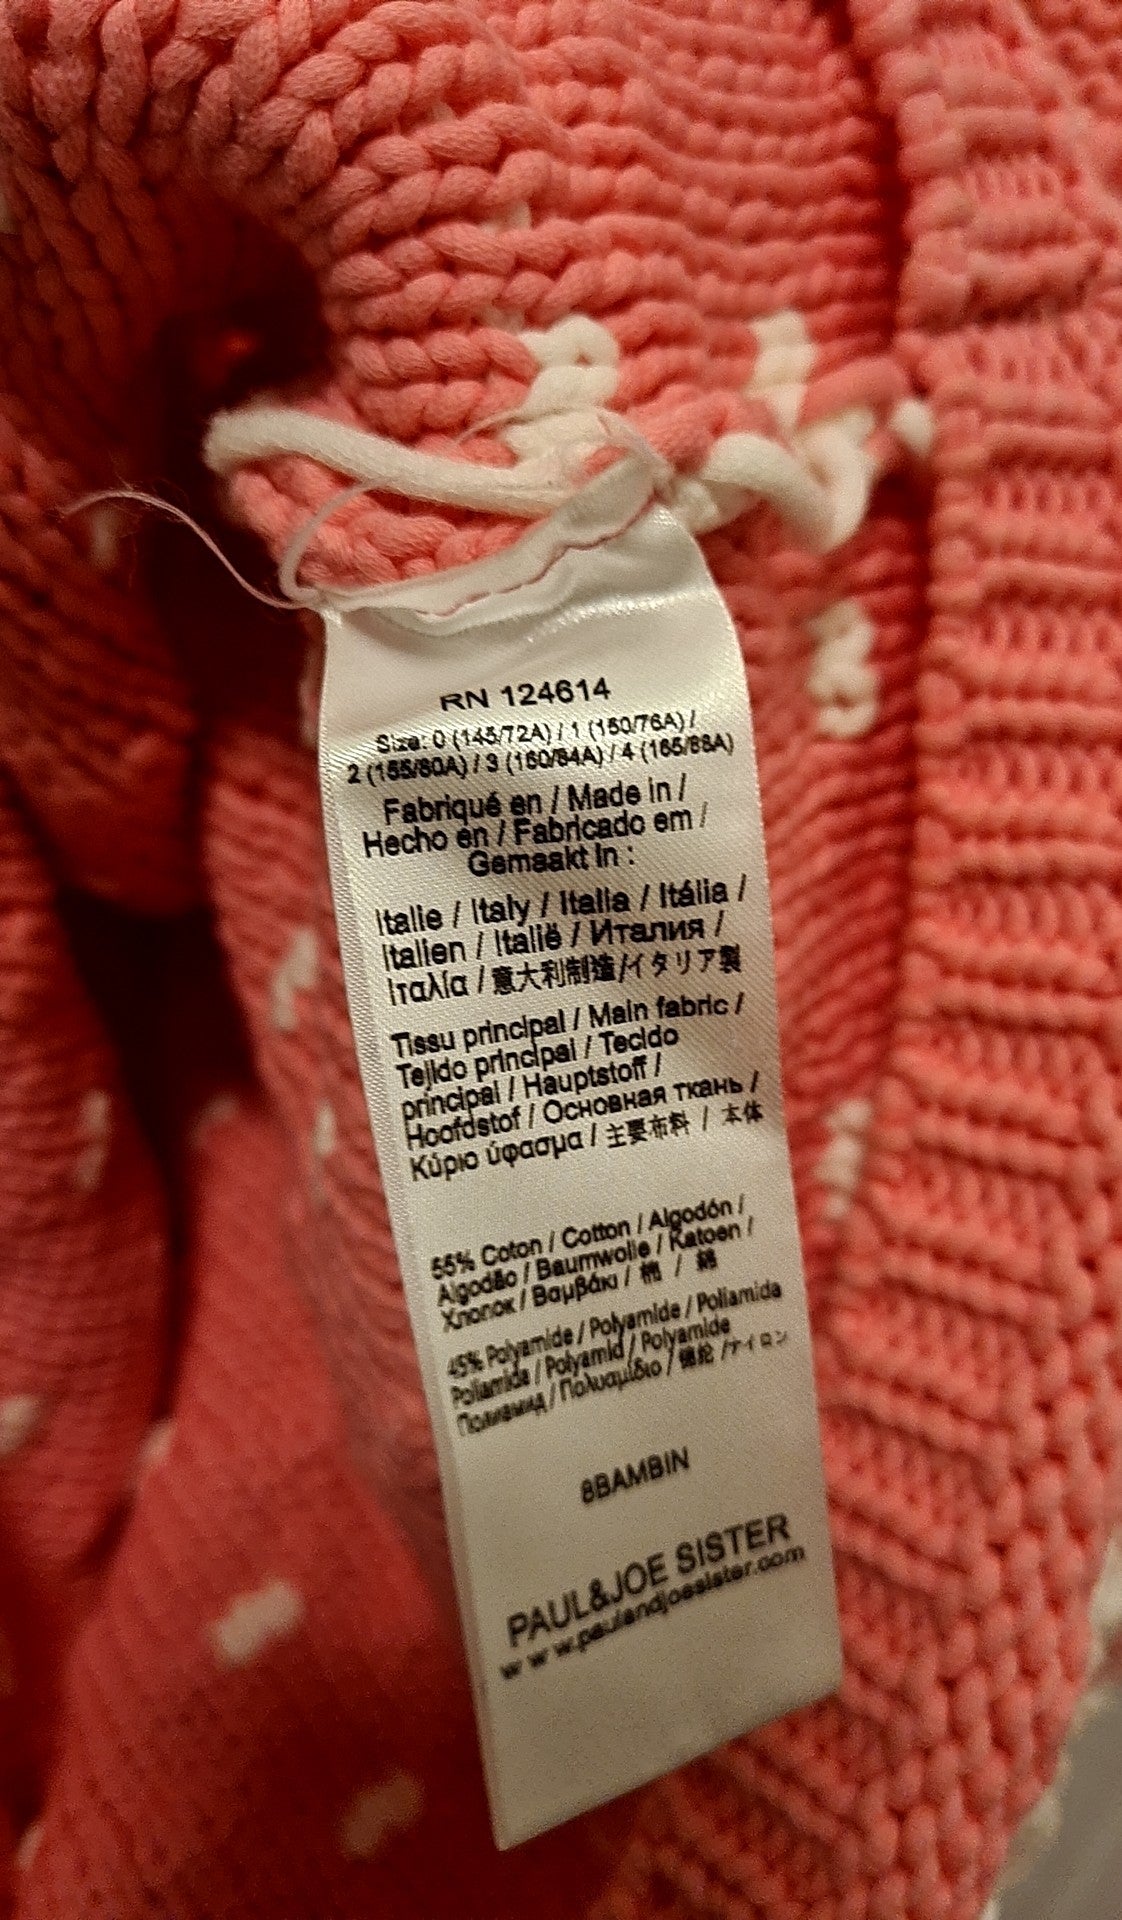 RN 124614
Size: 0 (145/72A) / 1 (150/76A) /
2 (155/80A) / 3 (160/84A) / 4 (165/88A)
Fabriqué en / Made in /
Hecho en / Fabricado em /
Gemaakt in :
Italie / Italy / Italia / Itália /
Italien / Italië / Италия /
Ιταλία / 意大利制造/イタリア製
Tissu principal / Main fabric /
Tejido principal / Tecido
principal / Hauptstoff /
Hoofdstof / Основная ткань /
Κύριο ύφασμα / 主要布料 / 本体
55% Coton / Cotton / Algodón /
Algodão / Baumwolle / Katoen /
Хлопок / Βαμβάκι / 棉 / 綿
45% Polyamide / Polyamide / Poliamida
Poliamida / Polyamid / Polyamide
Полиамид / Πολυαμίδιο / 锦纶 /ナイロン
8BAMBIN
PAUL&JOE SISTER
www.paulandjoesister.com